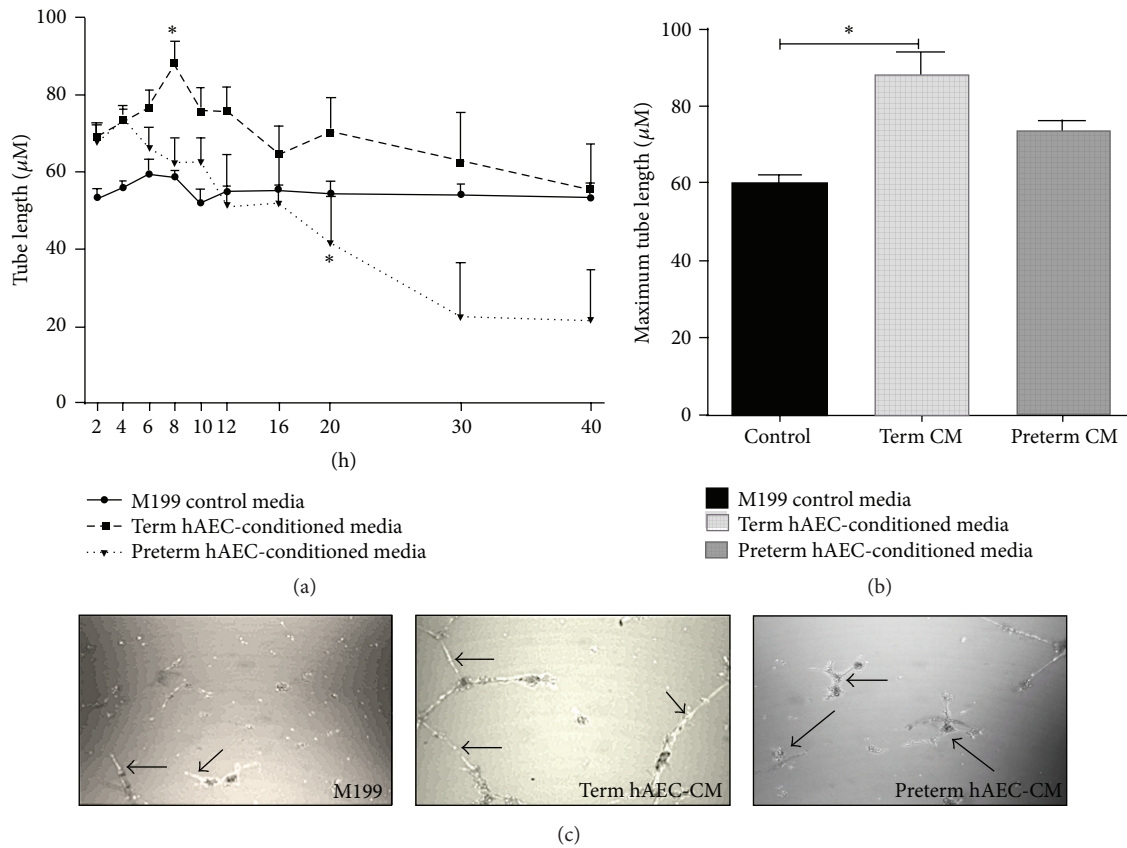 100
80
60
40
20
0
Tube length (μM)
*
*
2 4 6 8 10 12 16 20 30 40
(h)
M199 control media
Term hAEC-conditioned media
Preterm hAEC-conditioned media
(a)
100
80
60
40
20
0
Maximum tube length (μM)
*
Control Term CM Preterm CM
M199 control media
Term hAEC-conditioned media
Preterm hAEC-conditioned media
(b)
M199
Term hAEC-CM
Preterm hAEC-CM
(c)